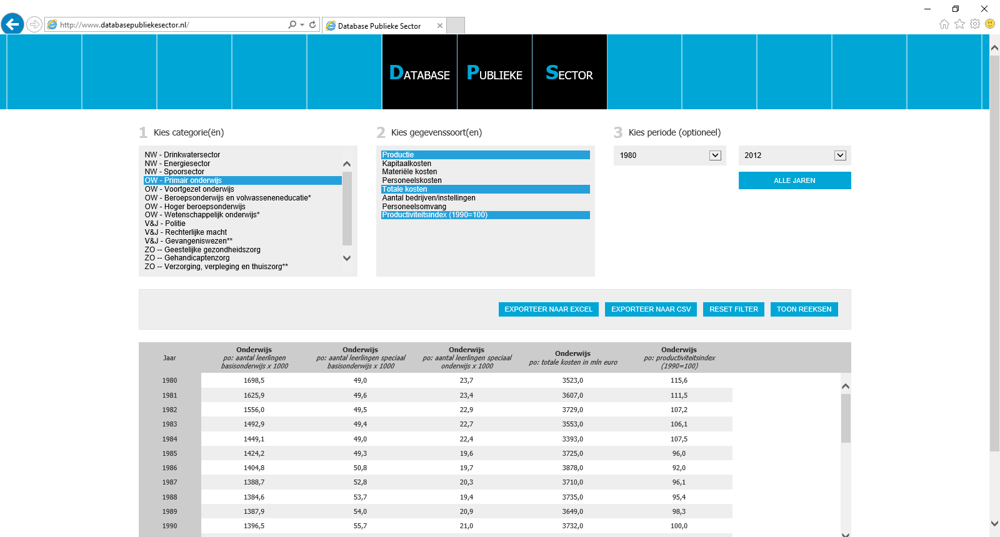 http://www.databasepubliekesector.nl/
Database Publieke Sector
DATABASE PUBLIEKE SECTOR
1 Kies categorie(ën)
NW - Drinkwatersector
NW - Energiesector
NW - Spoorsector
OW - Primair onderwijs
OW - Voortgezet onderwijs
OW - Beroepsonderwijs en volwasseneneducatie*
OW - Hoger beroepsonderwijs
OW - Wetenschappelijk onderwijs*
V&J - Politie
V&J - Rechterlijke macht
V&J - Gevangeniswezen**
ZO -- Geestelijke gezondheidszorg
ZO -- Gehandicaptenzorg
ZO -- Verzorging, verpleging en thuiszorg**
2 Kies gegevenssoort(en)
Productie
Kapitaalkosten
Materiële kosten
Personeelskosten
Totale kosten
Aantal bedrijven/instellingen
Personeelsomvang
Productiviteitsindex (1990=100)
3 Kies periode (optioneel)
1980 2012
ALLE JAREN
EXPORTEER NAAR EXCEL EXPORTEER NAAR CSV RESET FILTER TOON REEKSEN
Jaar
Onderwijs
po: aantal leerlingen
basisonderwijs x 1000
Onderwijs
po: aantal leerlingen speciaal
basisonderwijs x 1000
Onderwijs
po: aantal leerlingen speciaal
onderwijs x 1000
Onderwijs
po: totale kosten in mln euro
Onderwijs
po: productiviteitsindex
(1990=100)
1980 1698,5 49,0 23,7 3523,0 115,6
1981 1625,9 49,6 23,4 3607,0 111,5
1982 1556,0 49,5 22,9 3729,0 107,2
1983 1492,9 49,4 22,7 3553,0 106,1
1984 1449,1 49,0 22,4 3393,0 107,5
1985 1424,2 49,3 19,6 3725,0 96,0
1986 1404,8 50,8 19,7 3878,0 92,0
1987 1388,7 52,8 20,3 3710,0 96,1
1988 1384,6 53,7 19,4 3735,0 95,4
1989 1387,9 54,0 20,9 3649,0 98,3
1990 1396,5 55,7 21,0 3732,0 100,0